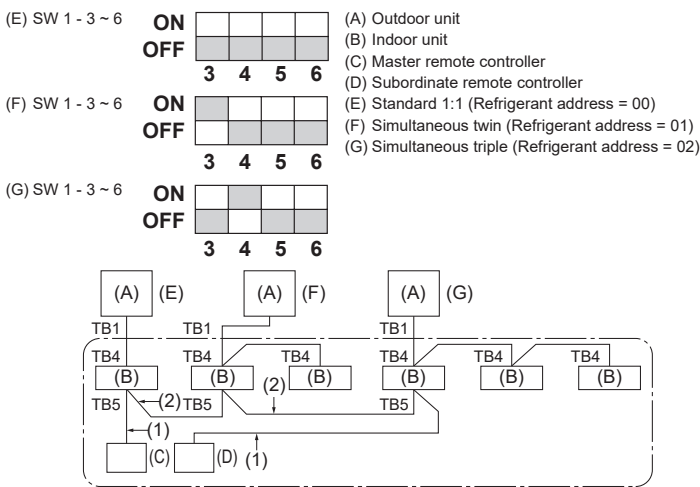 (E) SW 1 - 3 ~ 6
ON
OFF
3 4 5 6
(F) SW 1 - 3 ~ 6
ON
OFF
3 4 5 6
(G) SW 1 - 3 ~ 6
ON
OFF
3 4 5 6
(A) Outdoor unit
(B) Indoor unit
(C) Master remote controller
(D) Subordinate remote controller
(E) Standard 1:1 (Refrigerant address = 00)
(F) Simultaneous twin (Refrigerant address = 01)
(G) Simultaneous triple (Refrigerant address = 02)
(A) (E) (A) (F) (A) (G)
TB1 TB1 TB1
TB4 TB4 TB4 TB4 TB4 TB4
(B) (B) (B) (B) (B) (B)
TB5 (2) TB5 (2) TB5
(1)
(C) (D) (1)